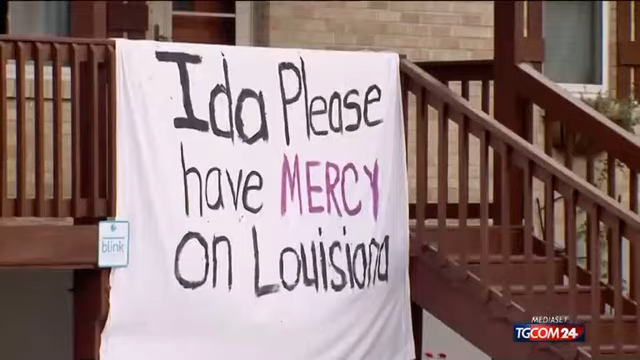 Ida Please
have MERCY
on Louisiana
blink
MEDIASET
TGCOM24